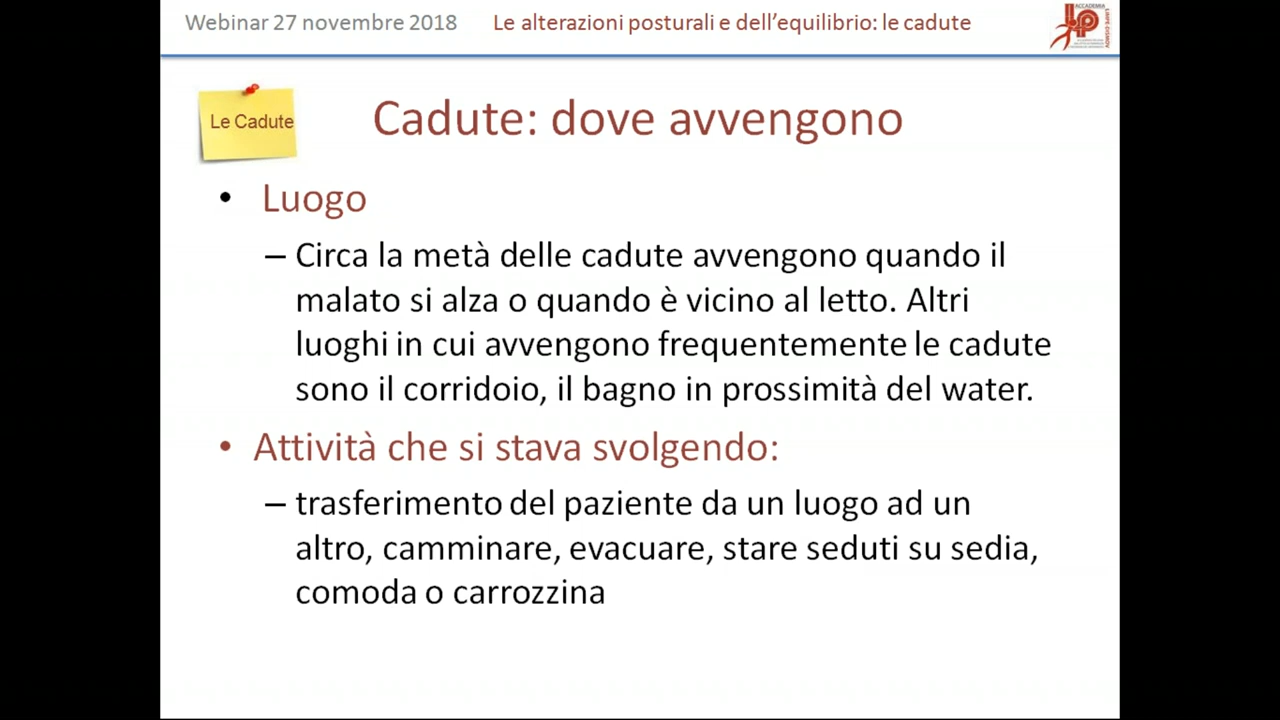 Webinar 27 novembre 2018 Le alterazioni posturali e dell'equilibrio: le cadute
ACCADEMIA
LIMPE-DISMOV
Le Cadute
Cadute: dove avvengono
• Luogo
– Circa la metà delle cadute avvengono quando il
malato si alza o quando è vicino al letto. Altri
luoghi in cui avvengono frequentemente le cadute
sono il corridoio, il bagno in prossimità del water.
• Attività che si stava svolgendo:
– trasferimento del paziente da un luogo ad un
altro, camminare, evacuare, stare seduti su sedia,
comoda o carrozzina